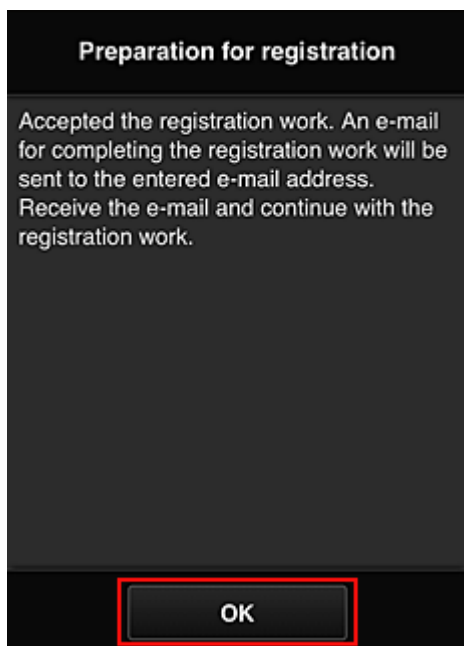 Preparation for registration
Accepted the registration work. An e-mail
for completing the registration work will be
sent to the entered e-mail address.
Receive the e-mail and continue with the
registration work.
OK